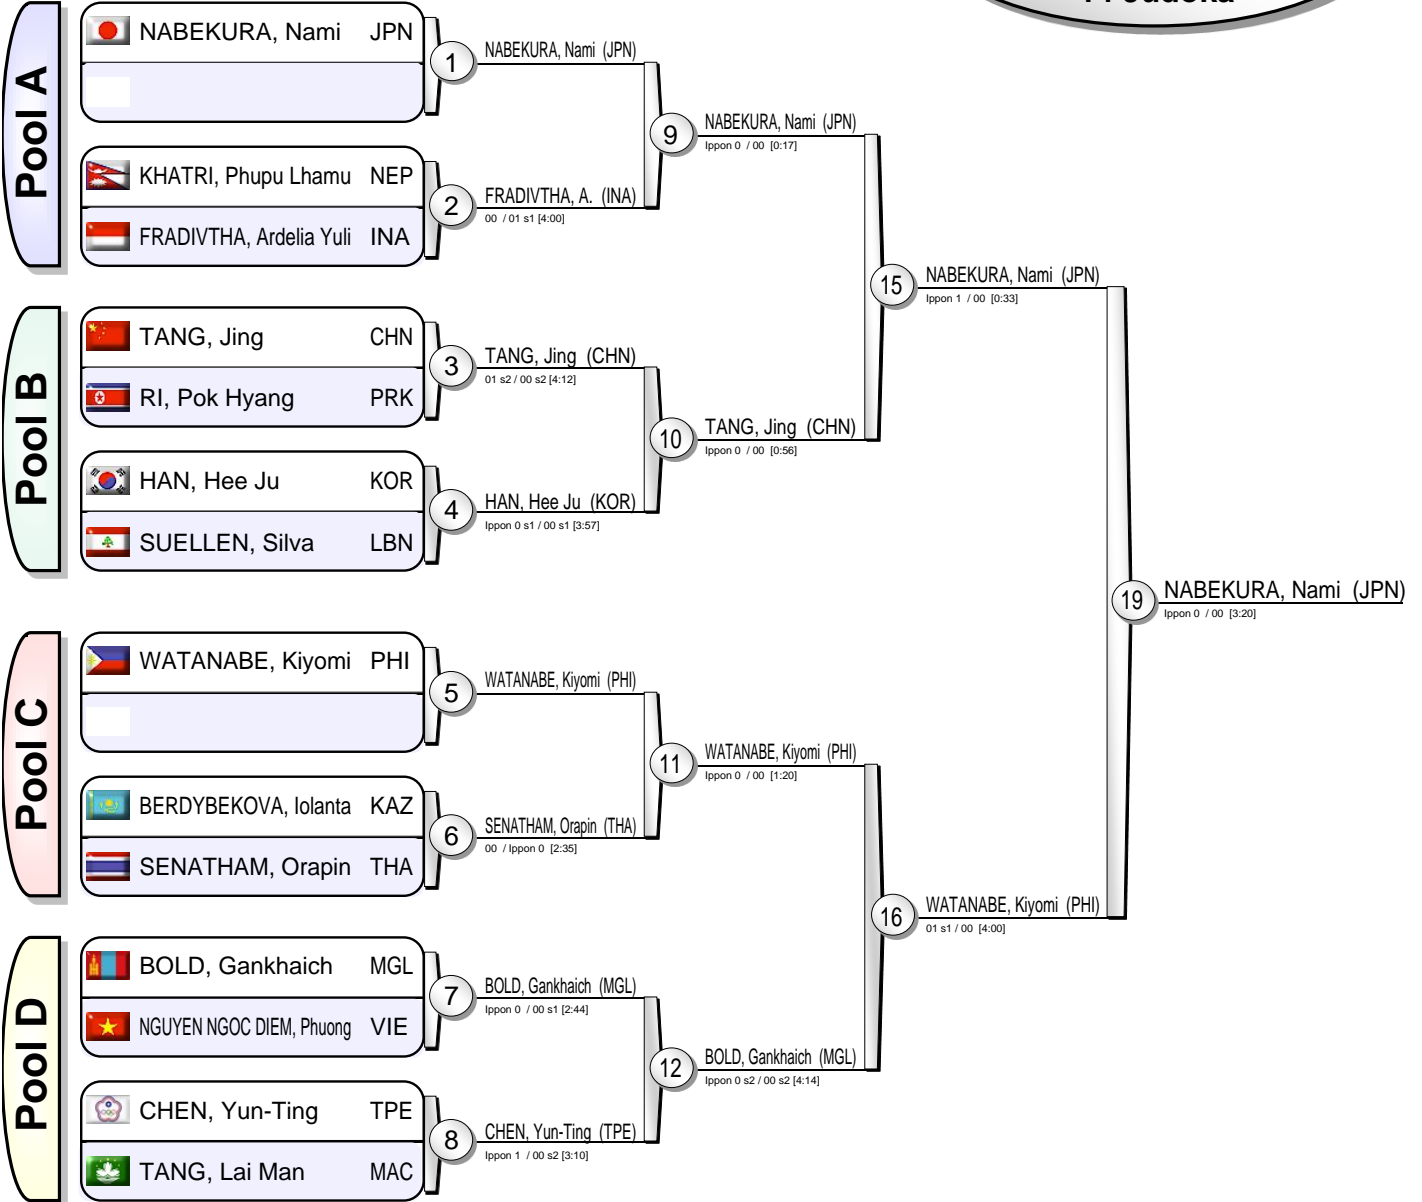 Pool A
NABEKURA, Nami JPN
KHATRI, Phupu Lhamu NEP
FRADIVTHA, Ardelia Yuli INA
Pool B
TANG, Jing CHN
RI, Pok Hyang PRK
HAN, Hee Ju KOR
SUELLEN, Silva LBN
Pool C
WATANABE, Kiyomi PHI
BERDYBEKOVA, Iolanta KAZ
SENATHAM, Orapin THA
Pool D
BOLD, Gankhaich MGL
NGUYEN NGOC DIEM, Phuong VIE
CHEN, Yun-Ting TPE
TANG, Lai Man MAC
1
NABEKURA, Nami (JPN)
2
FRADIVTHA, A. (INA)
00 / 01 s1 [4:00]
3
TANG, Jing (CHN)
01 s2 / 00 s2 [4:12]
4
HAN, Hee Ju (KOR)
Ippon 0 s1 / 00 s1 [3:57]
5
WATANABE, Kiyomi (PHI)
6
SENATHAM, Orapin (THA)
00 / Ippon 0 [2:35]
7
BOLD, Gankhaich (MGL)
Ippon 0 / 00 s1 [2:44]
8
CHEN, Yun-Ting (TPE)
Ippon 1 / 00 s2 [3:10]
9
NABEKURA, Nami (JPN)
Ippon 0 / 00 [0:17]
10
TANG, Jing (CHN)
Ippon 0 / 00 [0:56]
11
WATANABE, Kiyomi (PHI)
Ippon 0 / 00 [1:20]
12
BOLD, Gankhaich (MGL)
Ippon 0 s2 / 00 s2 [4:14]
15
NABEKURA, Nami (JPN)
Ippon 1 / 00 [0:33]
16
WATANABE, Kiyomi (PHI)
01 s1 / 00 [4:00]
19
NABEKURA, Nami (JPN)
Ippon 0 / 00 [3:20]